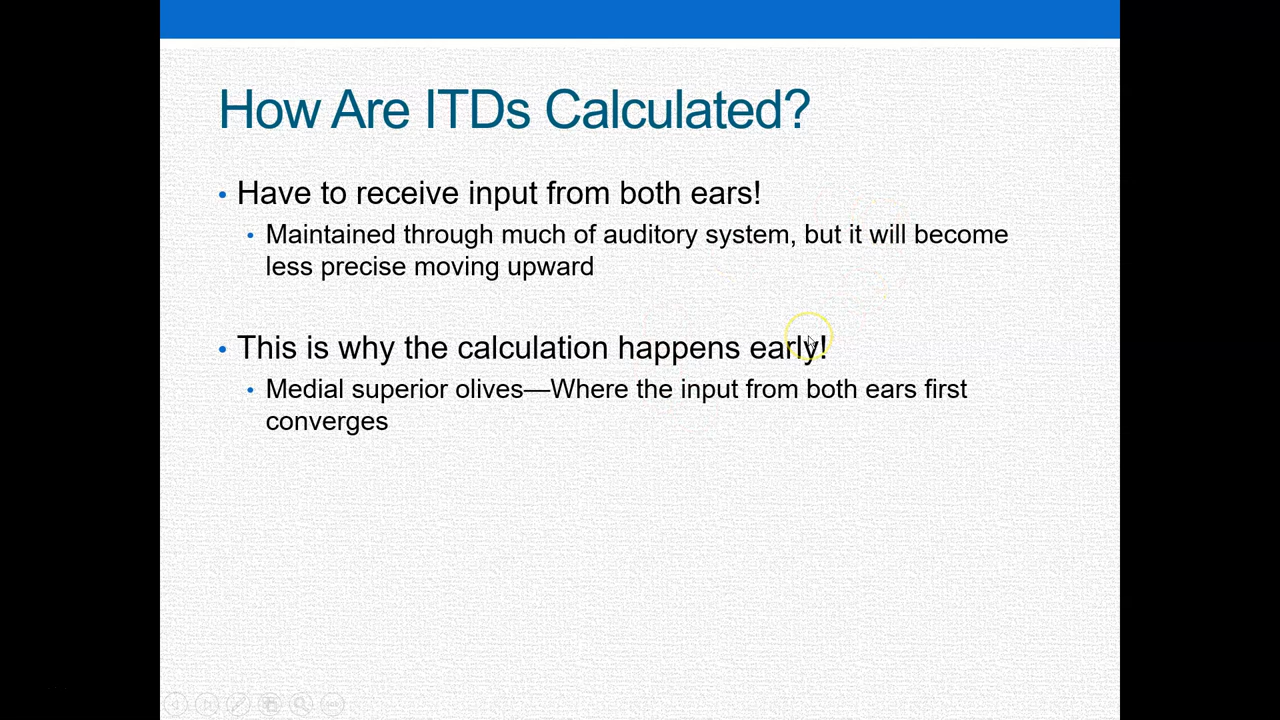 How Are ITDs Calculated?
• Have to receive input from both ears!
• Maintained through much of auditory system, but it will become
less precise moving upward
• This is why the calculation happens early!
• Medial superior olives—Where the input from both ears first
converges